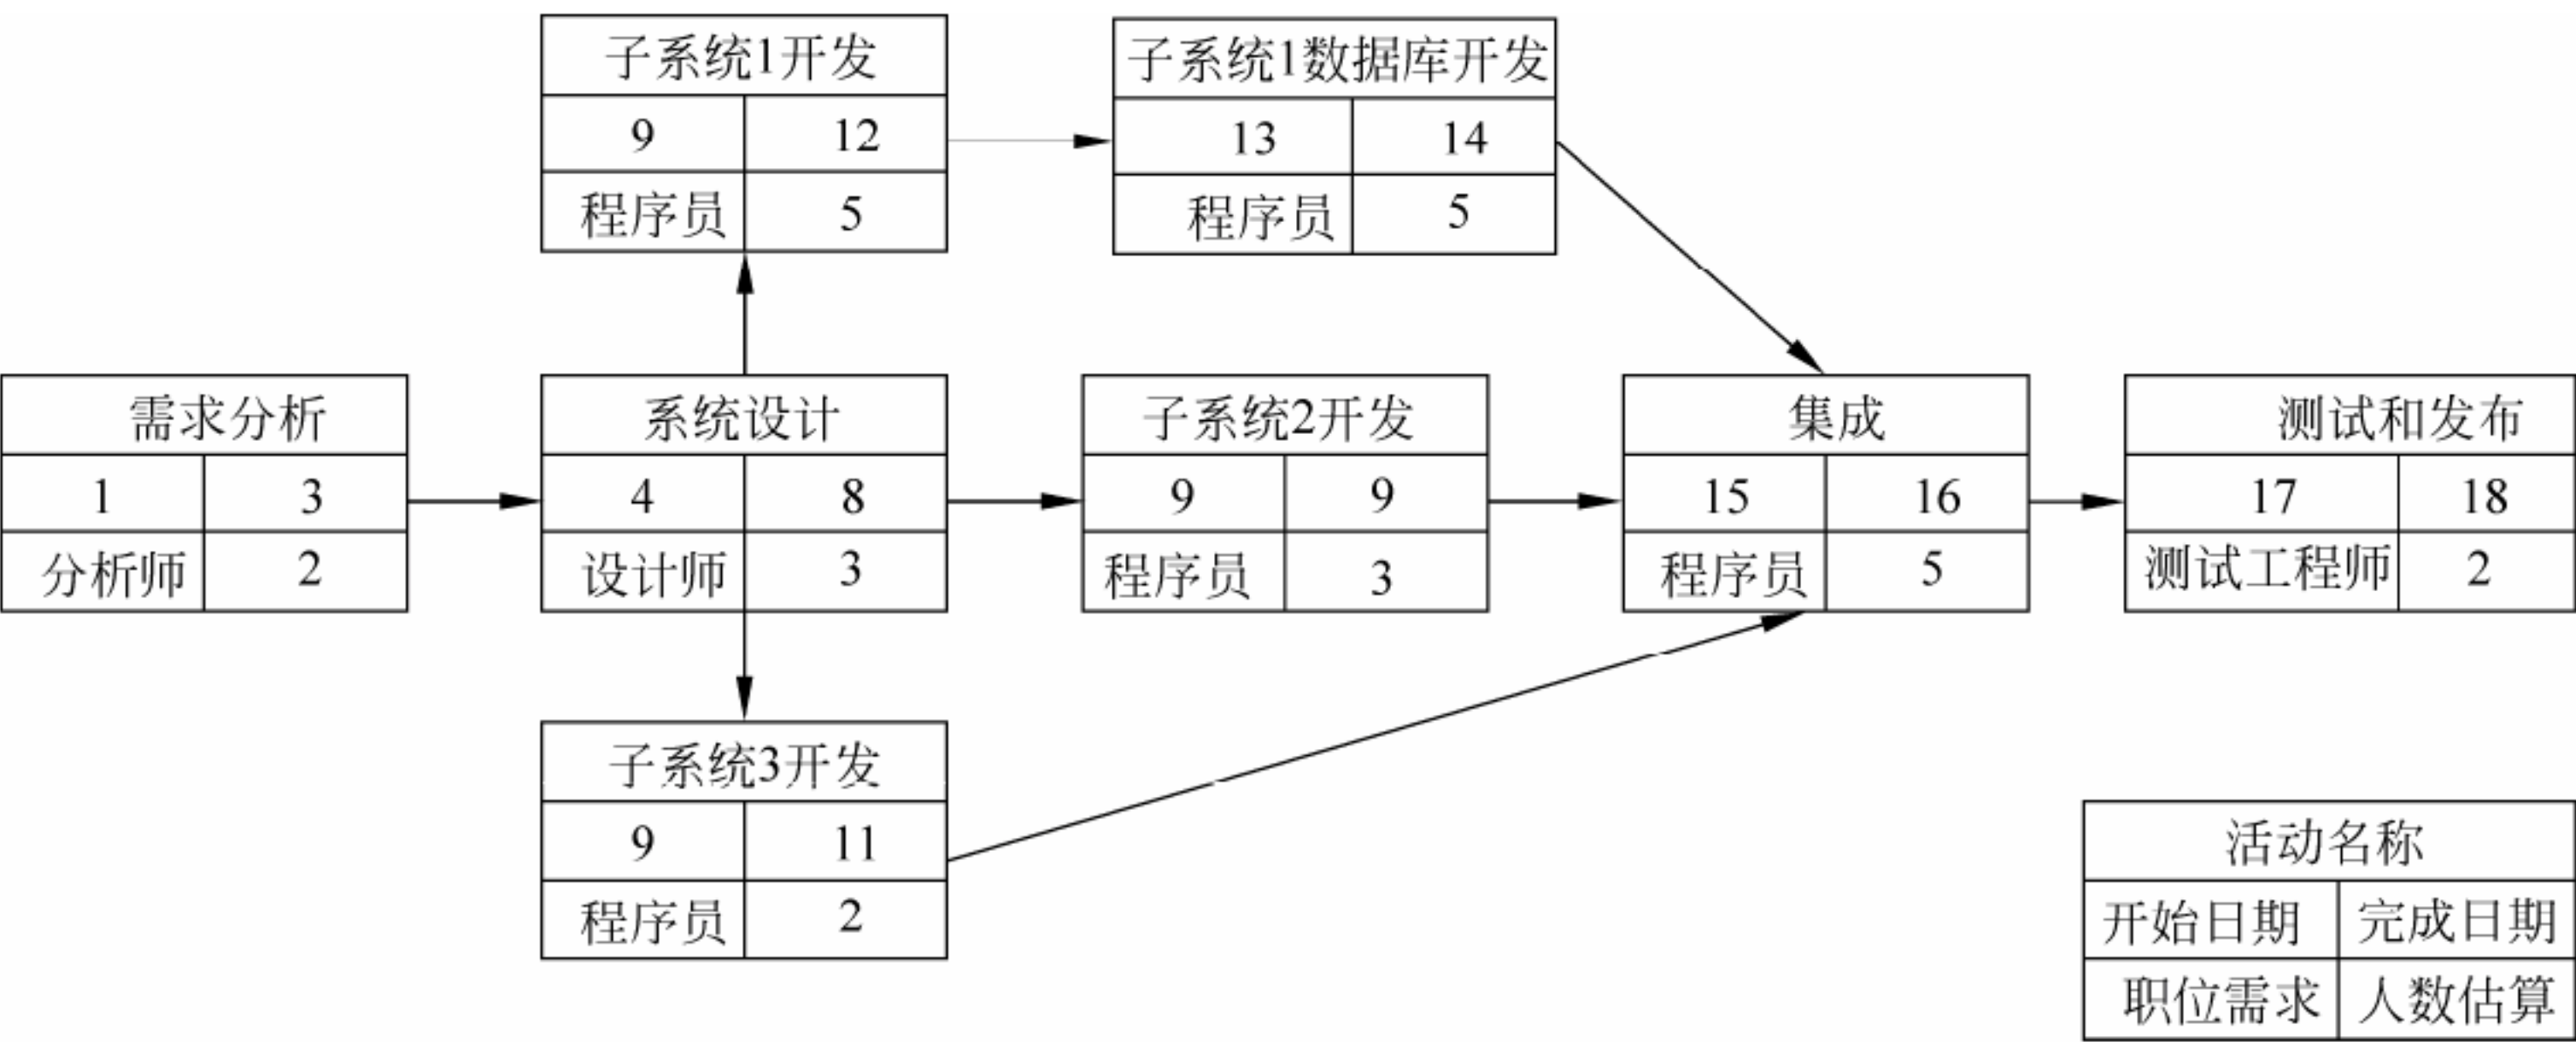 子系统1开发
9 12
程序员 5
子系统1数据库开发
13 14
程序员 5
需求分析
1 3
分析师 2
系统设计
4 8
设计师 3
子系统2开发
9 9
程序员 3
集成
15 16
程序员 5
测试和发布
17 18
测试工程师 2
子系统3开发
9 11
程序员 2
活动名称
开始日期 完成日期
职位需求 人数估算